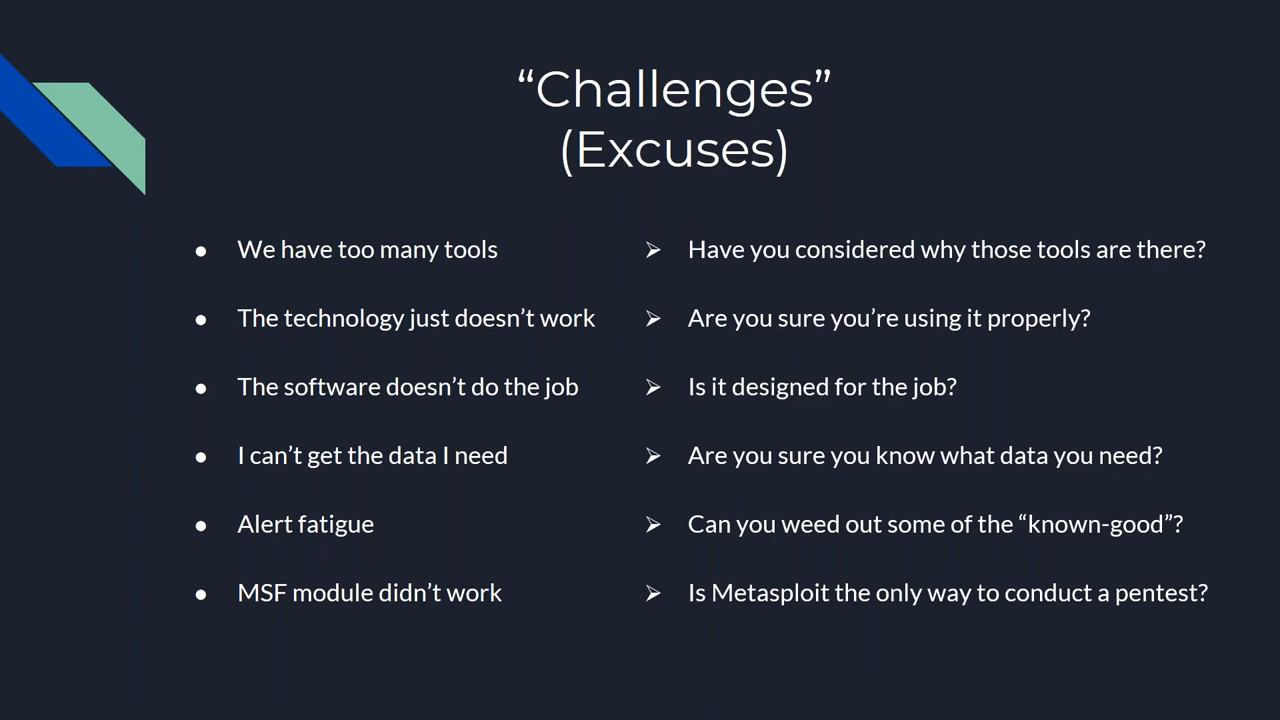 “Challenges”
(Excuses)
● We have too many tools
● The technology just doesn’t work
● The software doesn’t do the job
● I can’t get the data I need
● Alert fatigue
● MSF module didn’t work
➢ Have you considered why those tools are there?
➢ Are you sure you’re using it properly?
➢ Is it designed for the job?
➢ Are you sure you know what data you need?
➢ Can you weed out some of the “known-good”?
➢ Is Metasploit the only way to conduct a pentest?